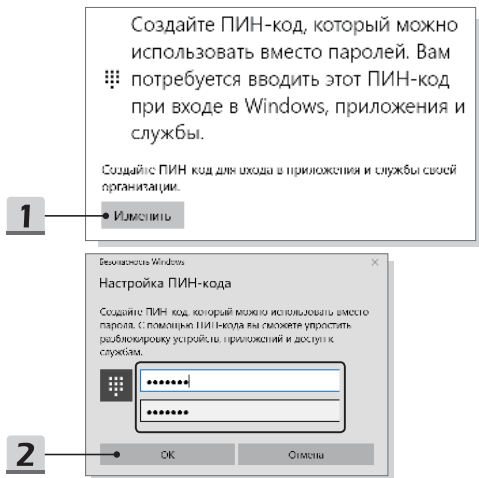 Создайте ПИН-код, который можно
использовать вместо паролей. Вам
потребуется вводить этот ПИН-код
при входе в Windows, приложения и
службы.
Создайте ПИН-код для входа в приложения и службы своей
организации.
1
Изменить
Безопасность Windows
Настройка ПИН-кода
Создайте ПИН-код, который можно использовать вместо
пароля. С помощью ПИН-кода вы сможете упростить
разблокировку устройств, приложений и доступ к
службам.
2
ОК Отмена